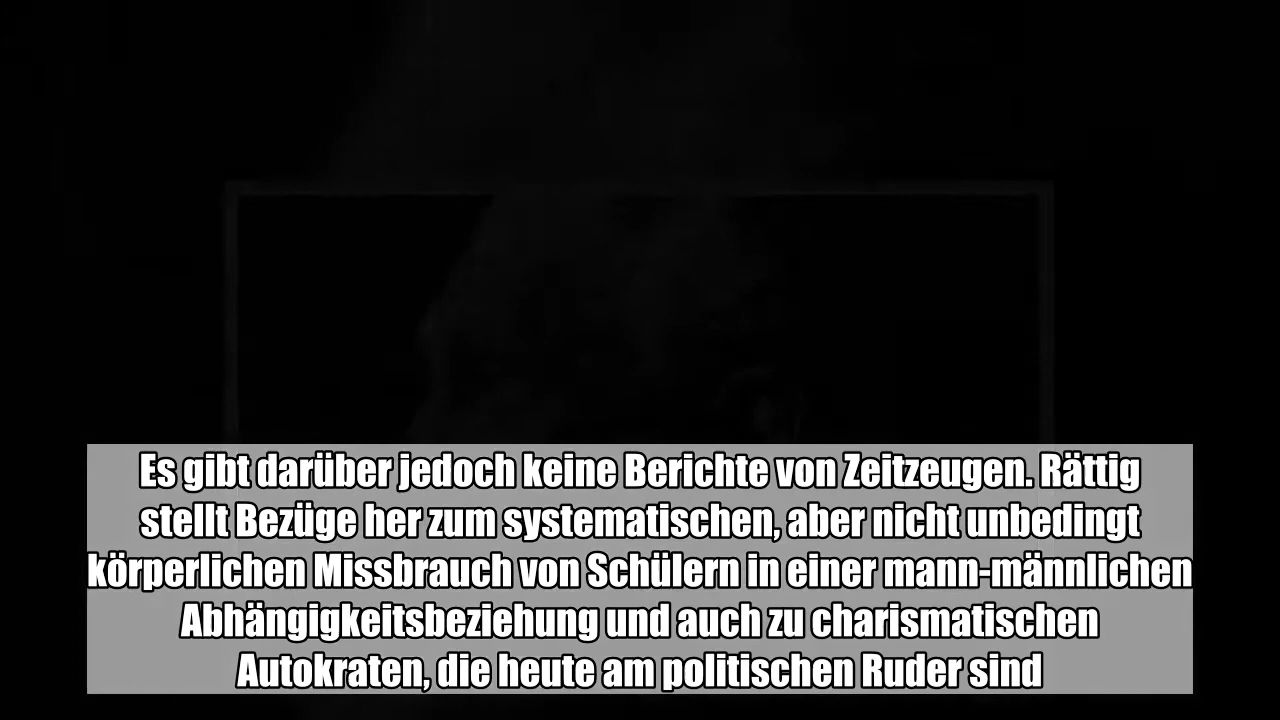 Es gibt darüber jedoch keine Berichte von Zeitzeugen. Rättig
stellt Bezüge her zum systematischen, aber nicht unbedingt
körperlichen Missbrauch von Schülern in einer mann-männlichen
Abhängigkeitsbeziehung und auch zu charismatischen
Autokraten, die heute am politischen Ruder sind